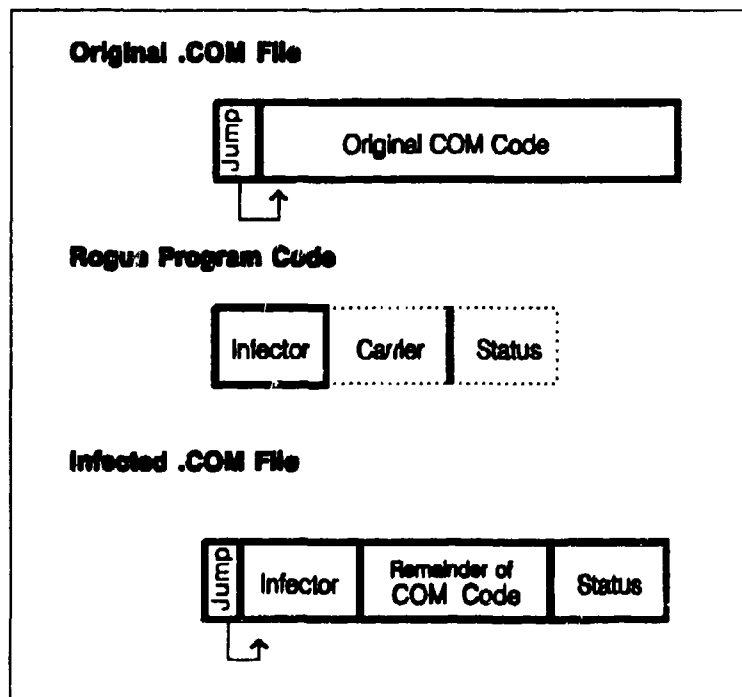 Original .COM File
Jump
Original COM Code
Rogue Program Code
Infector
Carrier
Status
Infected .COM File
Jump
Infector
Remainder of
COM Code
Status